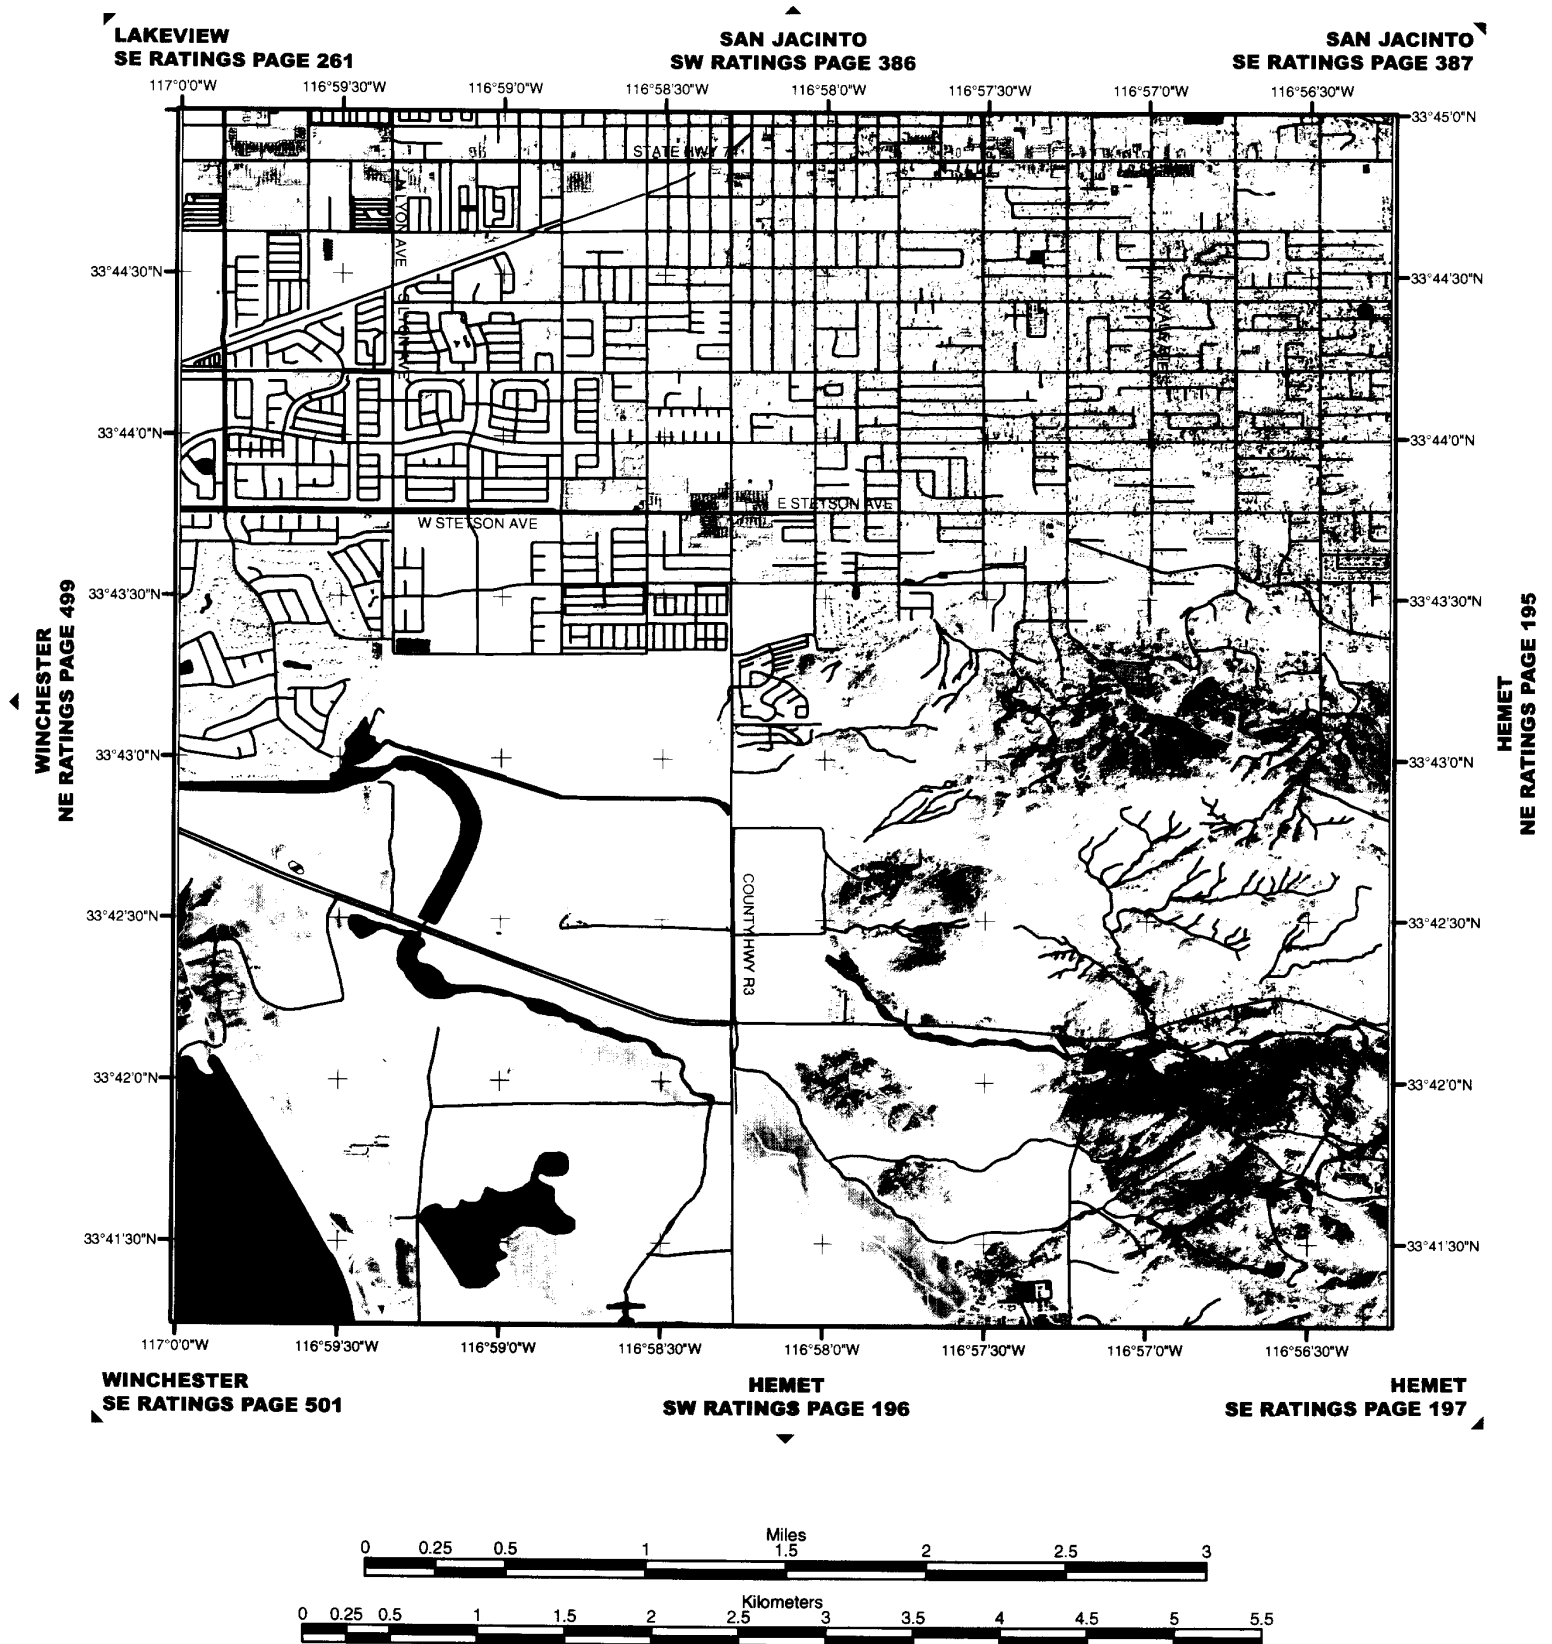 LAKEVIEW
SE RATINGS PAGE 261
SAN JACINTO
SW RATINGS PAGE 386
SAN JACINTO
SE RATINGS PAGE 387
117°0'0"W 116°59'30"W 116°59'0"W 116°58'30"W 116°58'0"W 116°57'30"W 116°57'0"W 116°56'30"W
33°45'0"N
STATE HWY 74
N LYON AVE
33°44'30"N 33°44'30"N
S LYON AVE
33°44'0"N 33°44'0"N
E STETSON AVE
W STETSON AVE
33°43'30"N 33°43'30"N
WINCHESTER
NE RATINGS PAGE 499
HEMET
NE RATINGS PAGE 195
33°43'0"N 33°43'0"N
COUNTY HWY R3
33°42'30"N 33°42'30"N
33°42'0"N 33°42'0"N
33°41'30"N 33°41'30"N
117°0'0"W 116°59'30"W 116°59'0"W 116°58'30"W 116°58'0"W 116°57'30"W 116°57'0"W 116°56'30"W
WINCHESTER
SE RATINGS PAGE 501
HEMET
SW RATINGS PAGE 196
HEMET
SE RATINGS PAGE 197
Miles
0 0.25 0.5 1 1.5 2 2.5 3
Kilometers
0 0.25 0.5 1 1.5 2 2.5 3 3.5 4 4.5 5 5.5